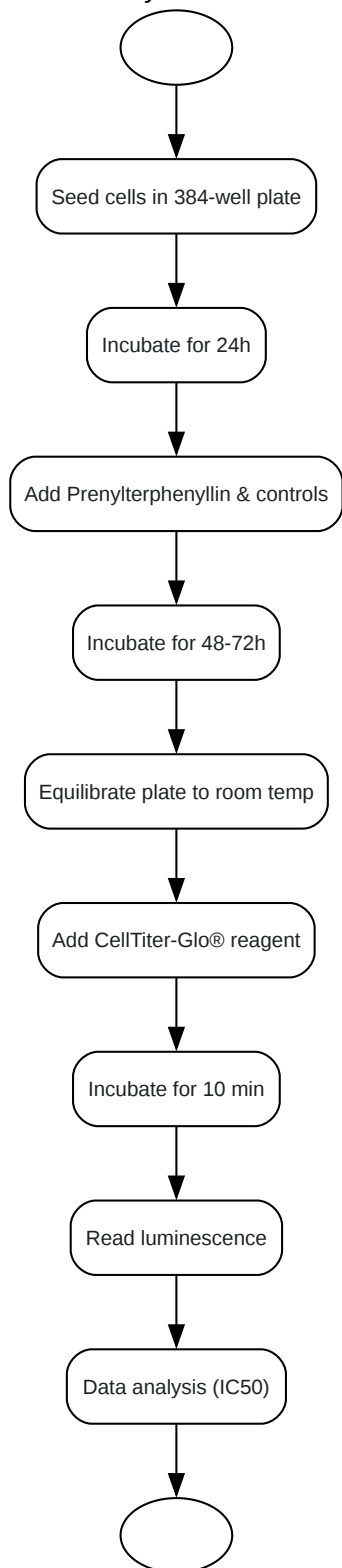 Seed cells in 384-well plate
Incubate for 24h
Add Prenylterphenyllin & controls
Incubate for 48-72h
Equilibrate plate to room temp
Add CellTiter-Glo® reagent
Incubate for 10 min
Read luminescence
Data analysis (IC50)